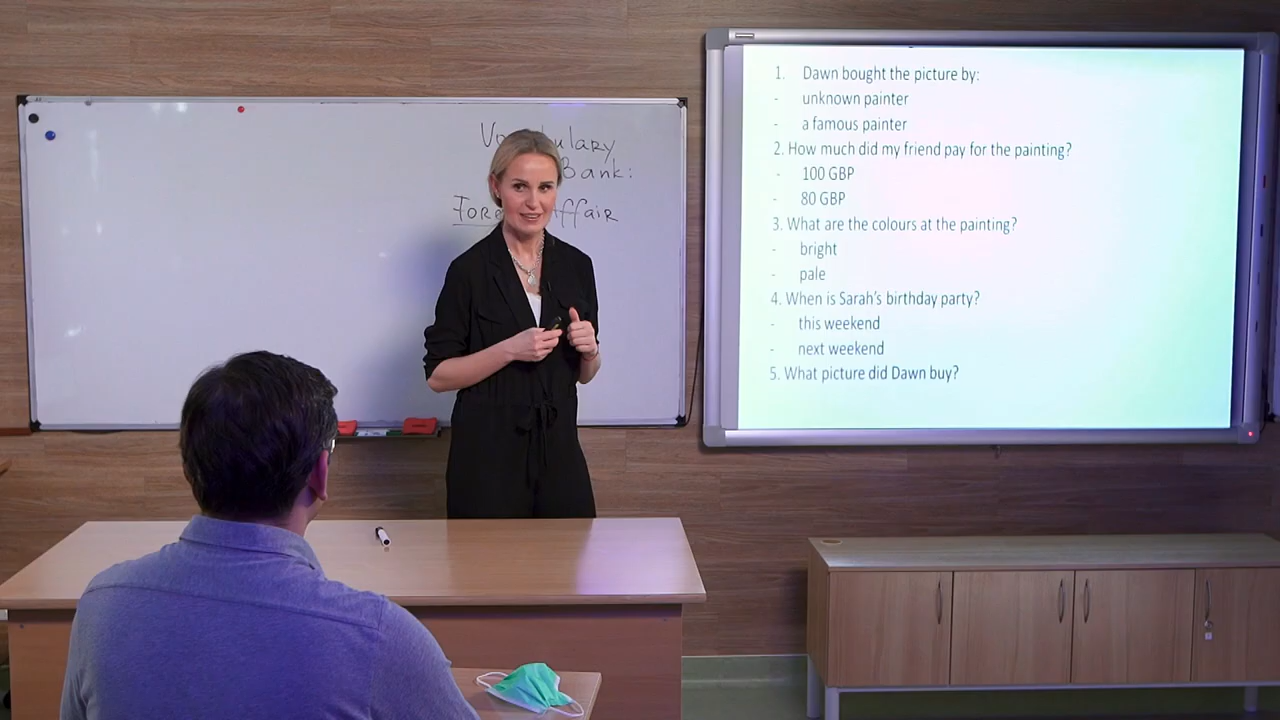 Bank:
1. Dawn bought the picture by:
- unknown painter
- a famous painter
2. How much did my friend pay for the painting?
- 100 GBP
- 80 GBP
3. What are the colours at the painting?
- bright
- pale
4. When is Sarah's birthday party?
- this weekend
- next weekend
5. What picture did Dawn buy?